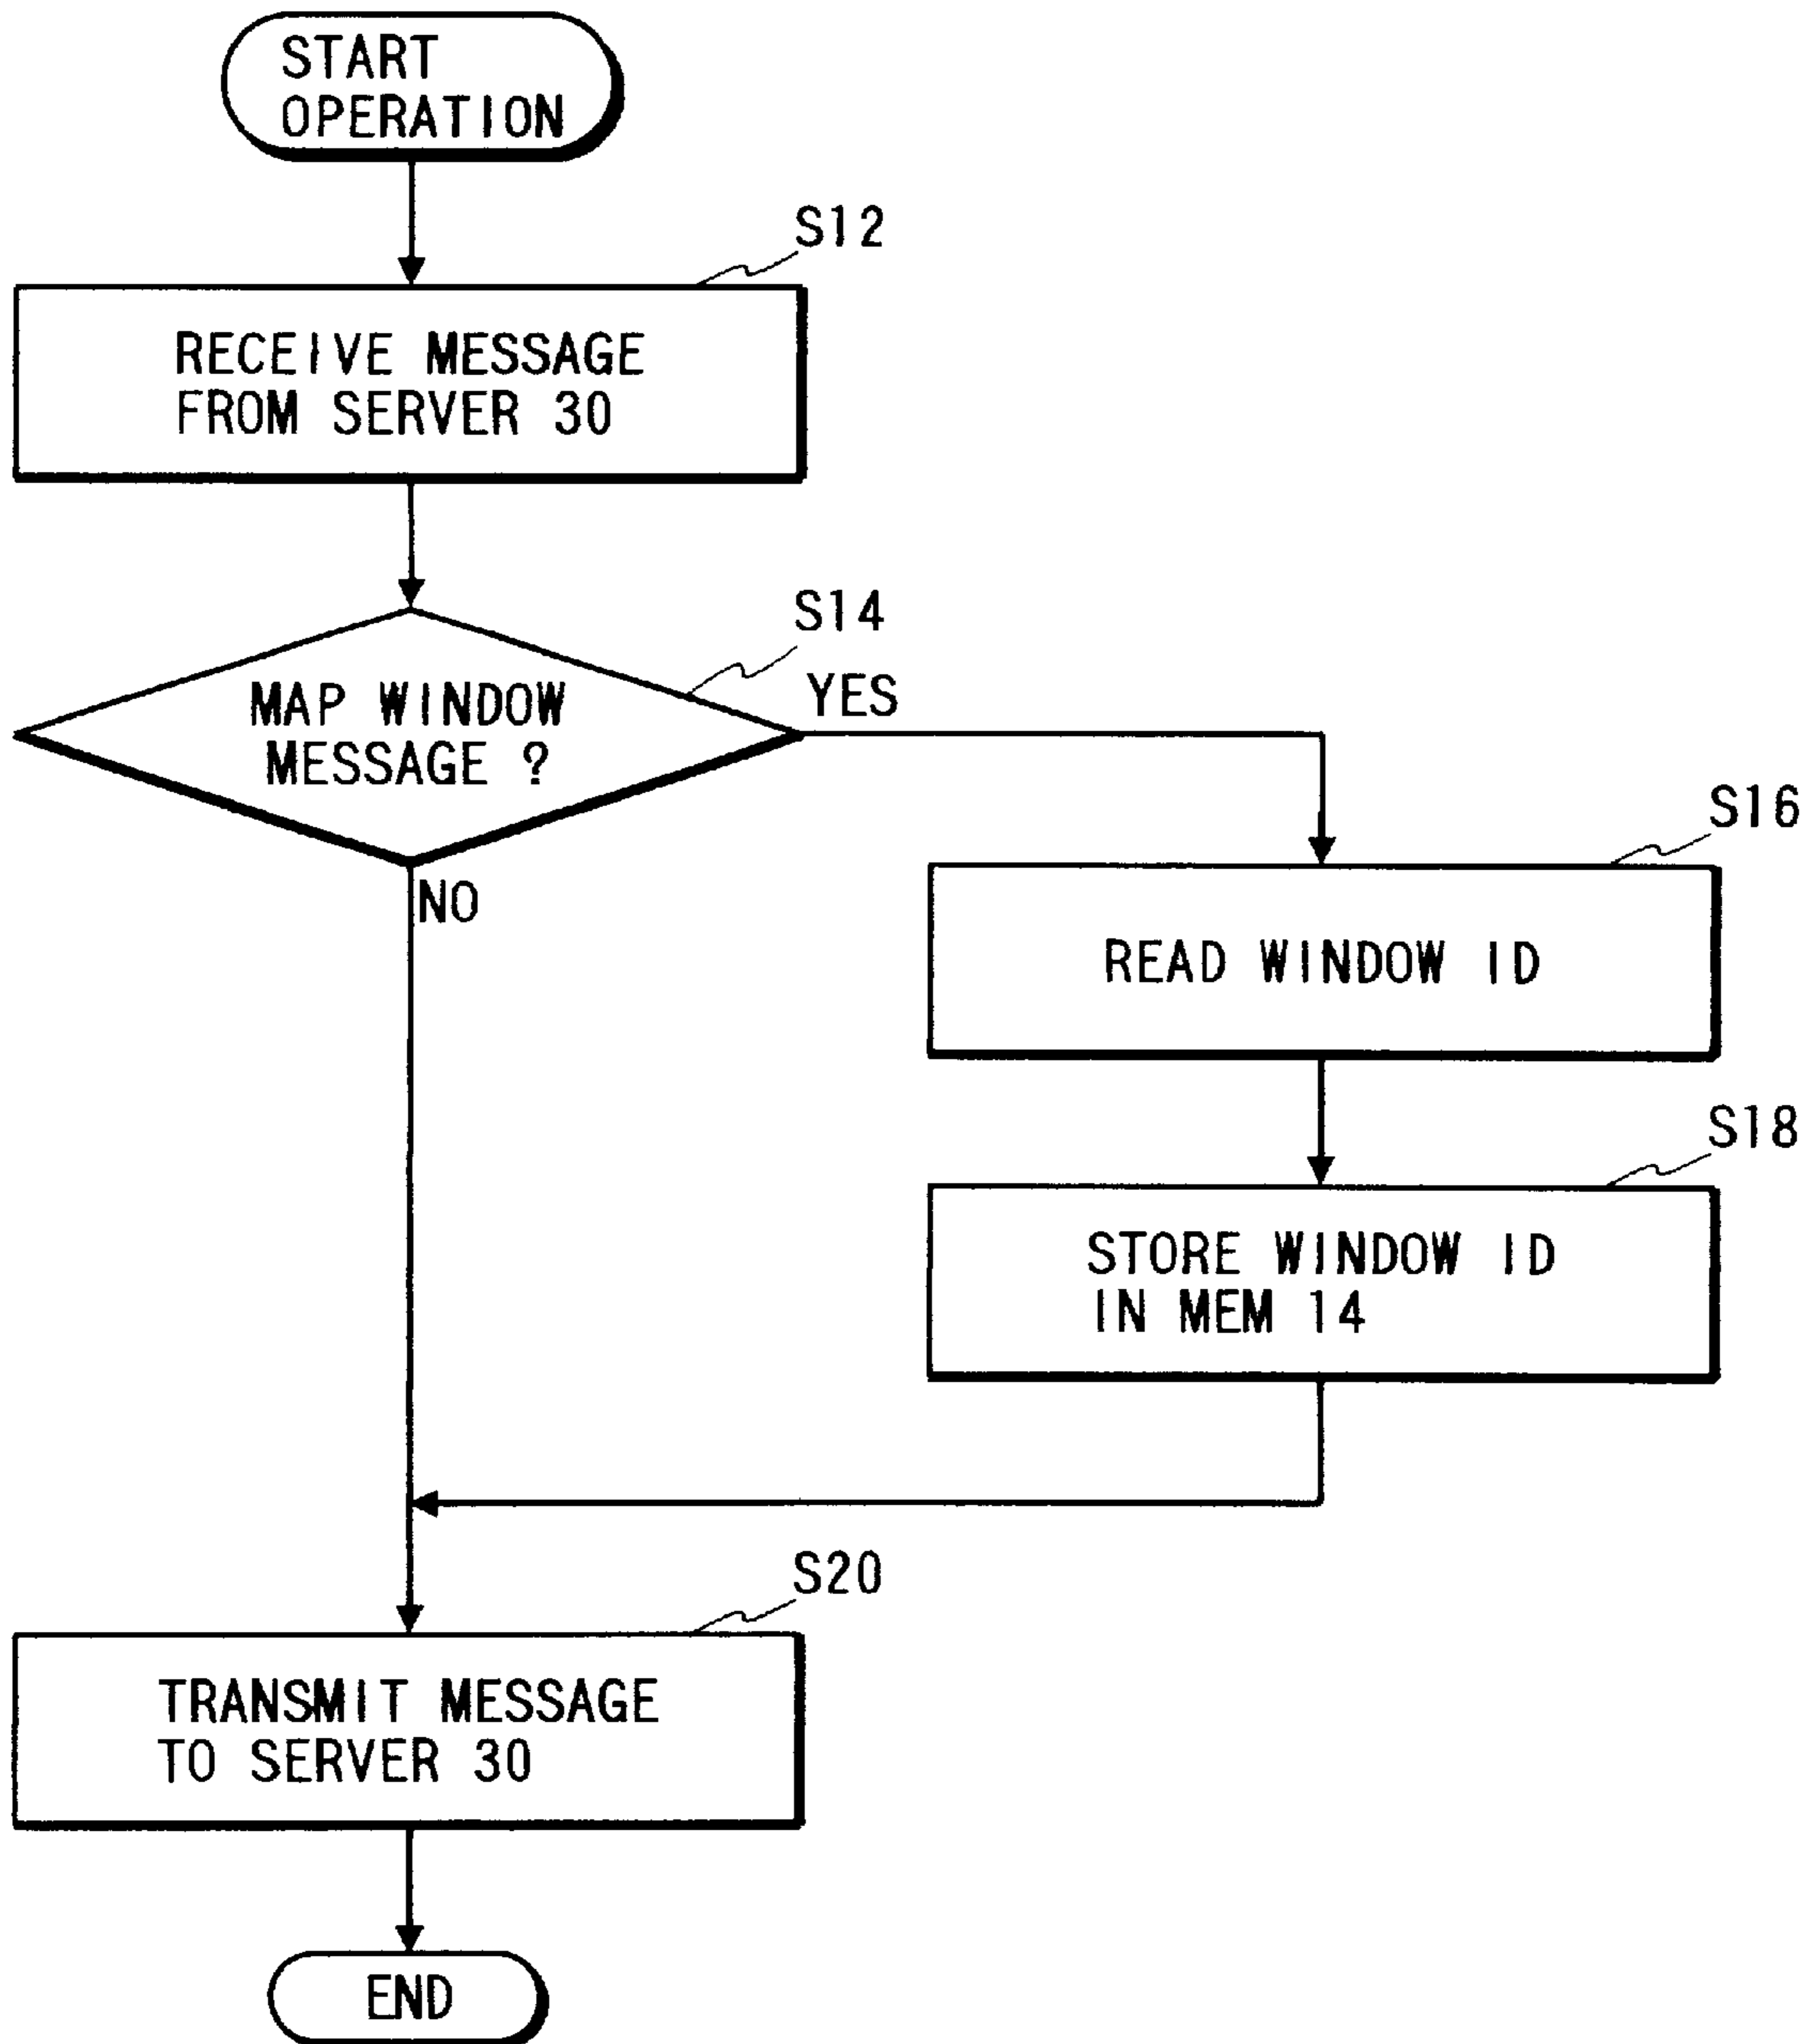 START
OPERATION
S12
RECEIVE MESSAGE
FROM SERVER 30
S14
MAP WINDOW
MESSAGE ?
YES
NO
S16
READ WINDOW ID
S18
STORE WINDOW ID
IN MEM 14
S20
TRANSMIT MESSAGE
TO SERVER 30
END